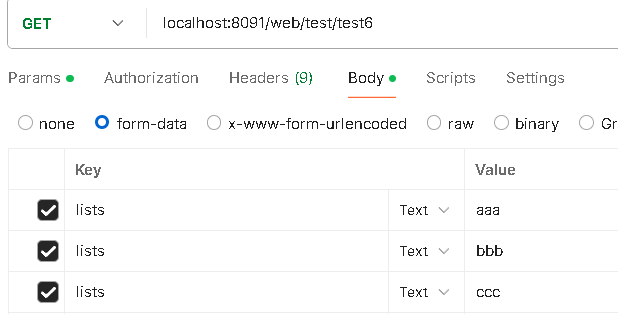 GET localhost:8091/web/test/test6
Params Authorization Headers (9) Body Scripts Settings
none form-data x-www-form-urlencoded raw binary Gr
Key Value
lists Text aaa
lists Text bbb
lists Text ccc